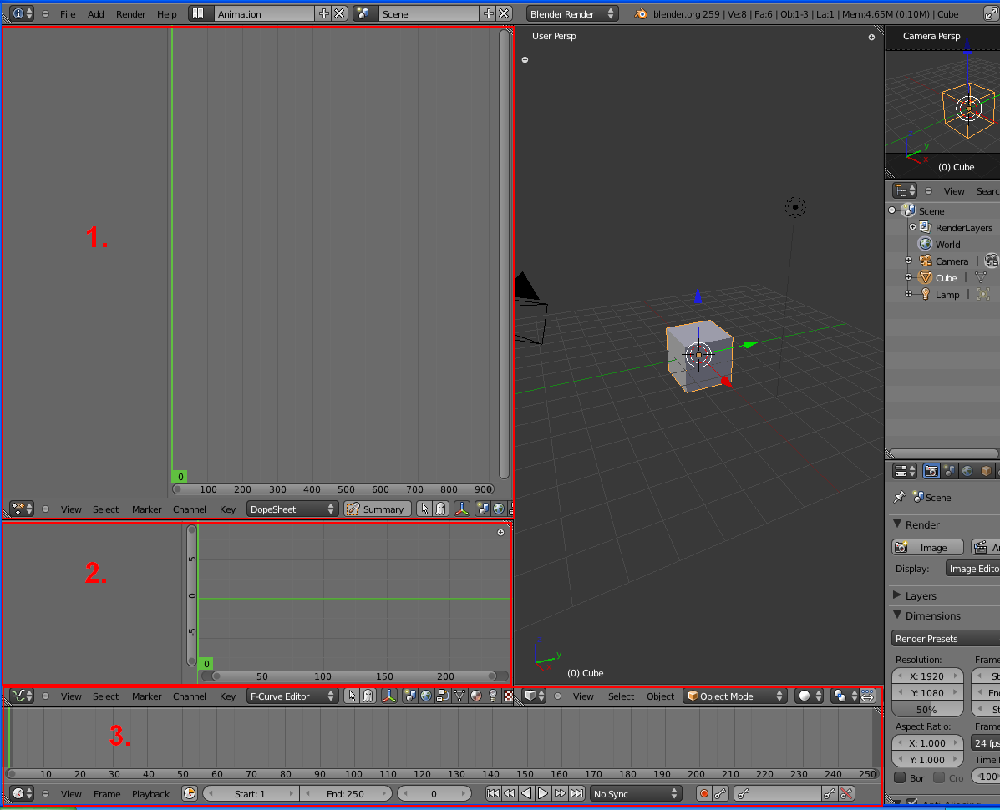 File Add Render Help Animation Scene Blender Render blender.org 259 | Ve:8 | Fa:6 | Ob:1-3 | La:1 | Mem:4.65M (0.10M) | Cube
1.
0
100 200 300 400 500 600 700 800 900
View Select Marker Channel Key DopeSheet Summary
2.
5
0
-5
0
50 100 150 200
View Select Marker Channel Key F-Curve Editor
User Persp
z
y
x
(0) Cube
View Select Object Object Mode
3.
10 20 30 40 50 60 70 80 90 100 110 120 130 140 150 160 170 180 190 200 210 220 230 240 250
View Frame Playback Start: 1 End: 250 0 No Sync
Camera Persp
y
x
(0) Cube
View Searc
Scene
RenderLayers
World
Camera
Cube
Lamp
Scene
Render
Image
Display: Image Edito
Layers
Dimensions
Render Presets
Resolution: Frame
X: 1920 St
Y: 1080 En
50% St
Aspect Ratio: Frame
X: 1.000 24 fps
Y: 1.000 Time
Bor Cro 100